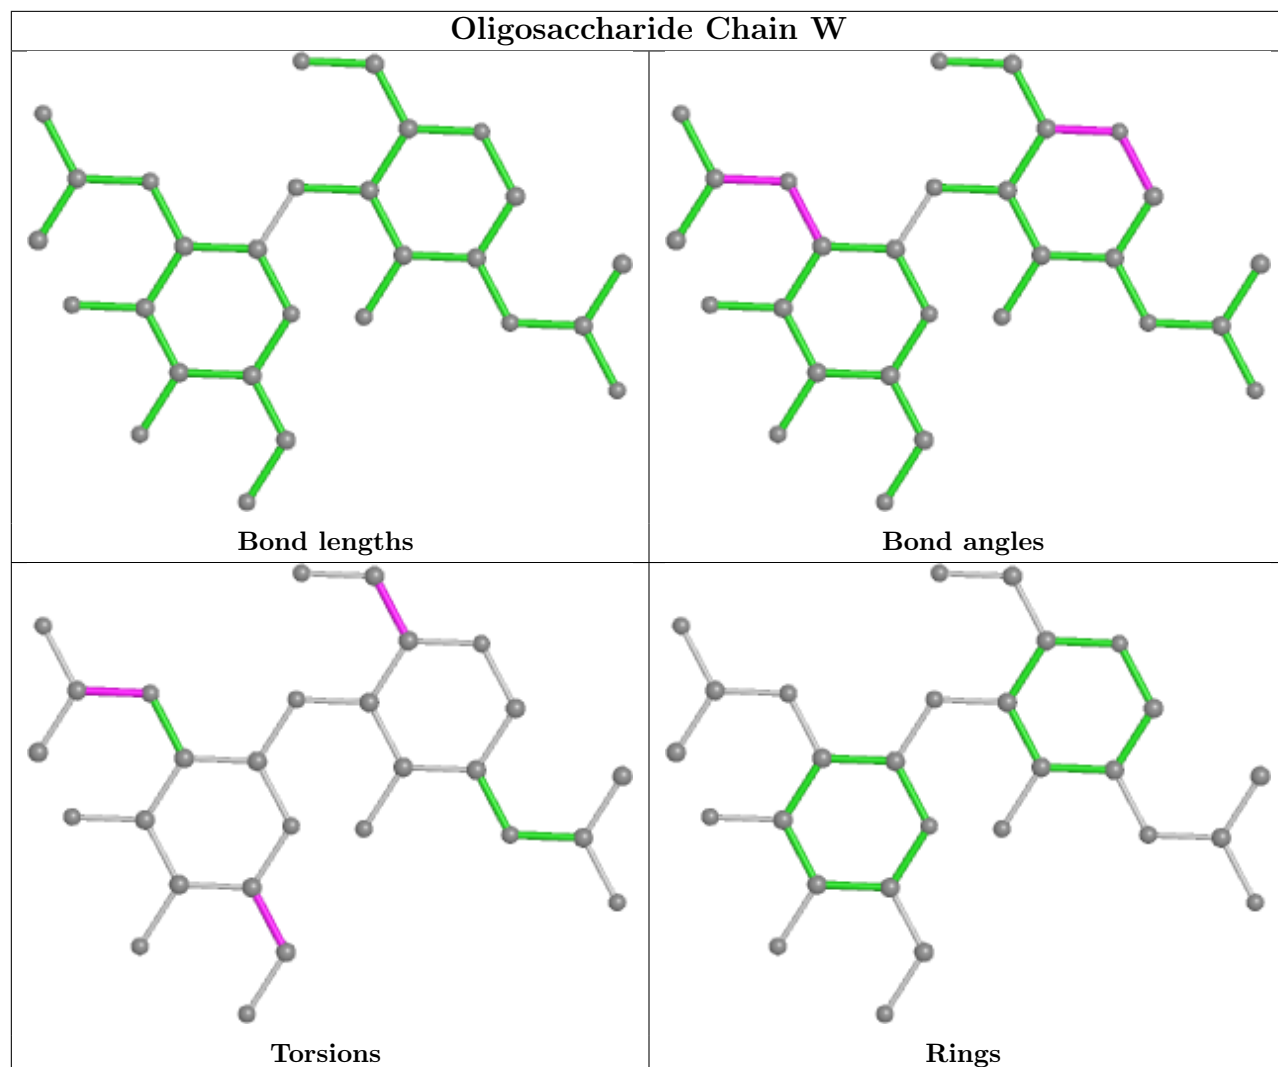 Oligosaccharide Chain W
Bond lengths
Bond angles
Torsions
Rings